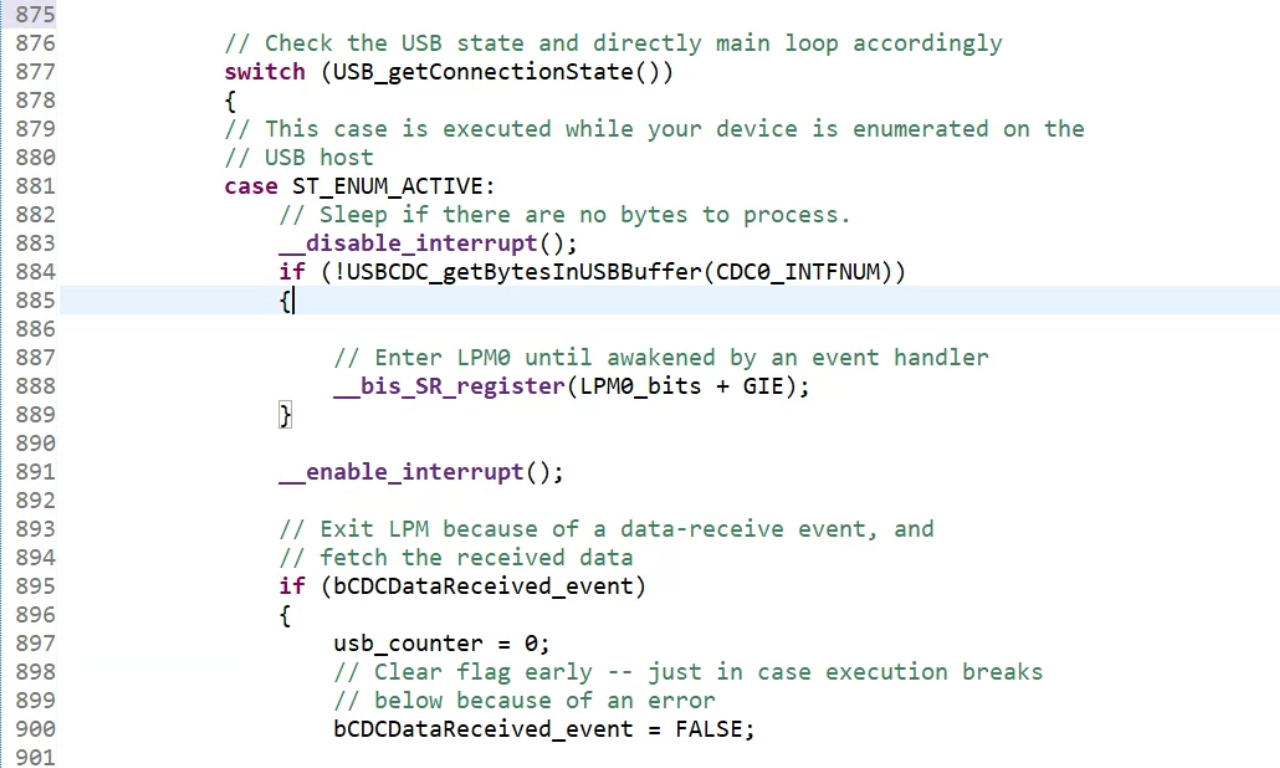 875
876 // Check the USB state and directly main loop accordingly
877 switch (USB_getConnectionState())
878 {
879 // This case is executed while your device is enumerated on the
880 // USB host
881 case ST_ENUM_ACTIVE:
882 // Sleep if there are no bytes to process.
883 __disable_interrupt();
884 if (!USBCDC_getBytesInUSBBuffer(CDC0_INTFNUM))
885 {
886
887 // Enter LPM0 until awakened by an event handler
888 __bis_SR_register(LPM0_bits + GIE);
889 }
890
891 __enable_interrupt();
892
893 // Exit LPM because of a data-receive event, and
894 // fetch the received data
895 if (bCDCDataReceived_event)
896 {
897 usb_counter = 0;
898 // Clear flag early -- just in case execution breaks
899 // below because of an error
900 bCDCDataReceived_event = FALSE;
901